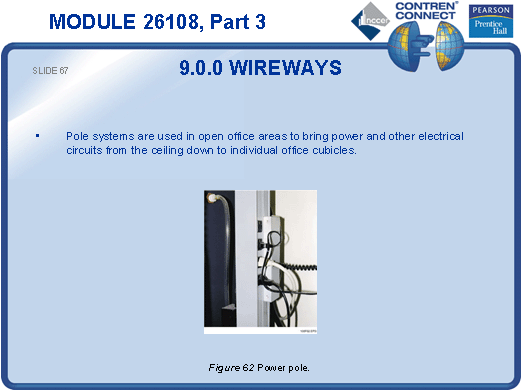 MODULE 26108, Part 3
nccer
CONTREN®
CONNECT
PEARSON
Prentice
Hall
SLIDE 67
9.0.0 WIREWAYS
• Pole systems are used in open office areas to bring power and other electrical
circuits from the ceiling down to individual office cubicles.
Figure 62 Power pole.